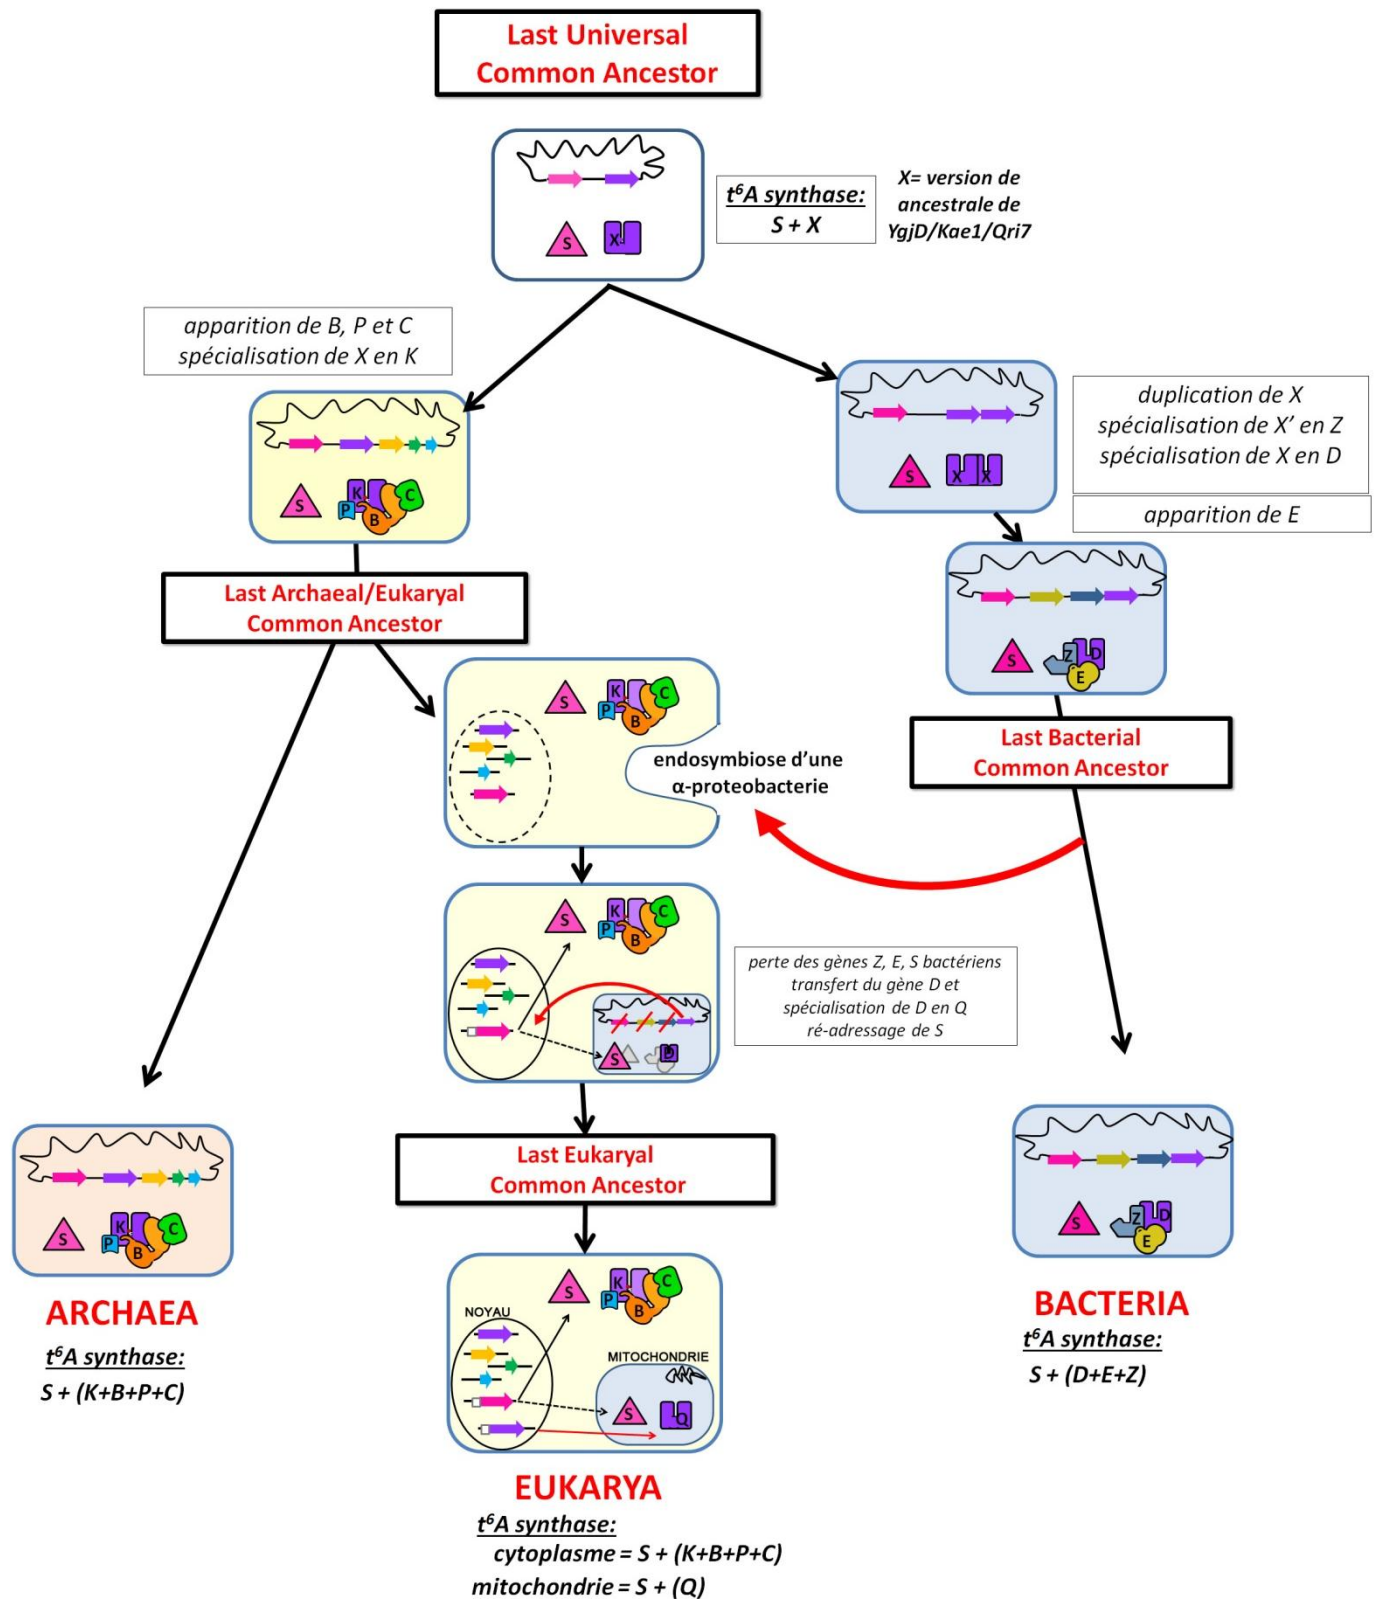 Last Universal
Common Ancestor
t⁶A synthase:
S + X
X= version de
ancestrale de
YgjD/Kae1/Qri7
S
X
apparition de B, P et C
spécialisation de X en K
duplication de X
spécialisation de X’ en Z
spécialisation de X en D
apparition de E
S
K
P
B
C
S
X
X
Last Archaeal/Eukaryal
Common Ancestor
S
Z
D
E
Last Bacterial
Common Ancestor
S
K
P
B
C
endosymbiose d’une
α-proteobacterie
S
K
P
B
C
S
D
perte des gènes Z, E, S bactériens
transfert du gène D et
spécialisation de D en Q
ré-adressage de S
Last Eukaryal
Common Ancestor
S
K
P
B
C
ARCHAEA
t⁶A synthase:
S + (K+B+P+C)
S
Z
D
E
BACTERIA
t⁶A synthase:
S + (D+E+Z)
NOYAU
S
K
P
B
C
MITOCHONDRIE
S
Q
EUKARYA
t⁶A synthase:
cytoplasme = S + (K+B+P+C)
mitochondrie = S + (Q)